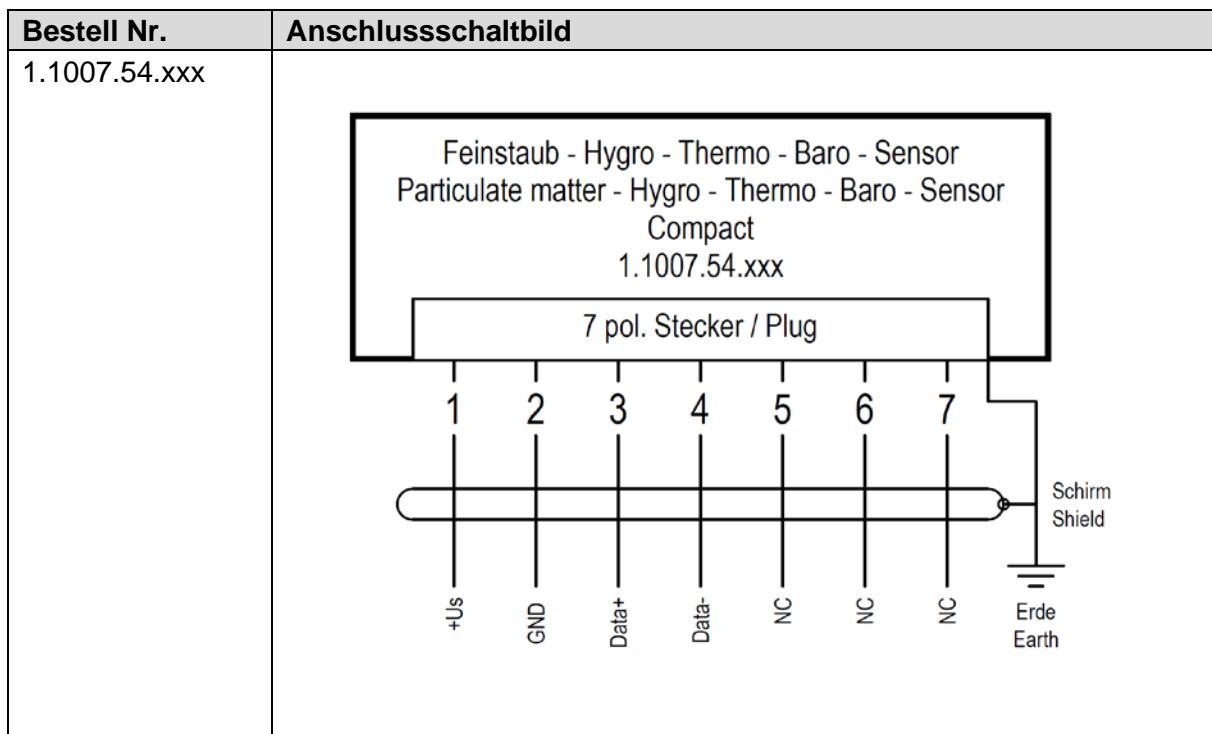 Bestell Nr. Anschlussschaltbild
1.1007.54.xxx
Feinstaub - Hygro - Thermo - Baro - Sensor
Particulate matter - Hygro - Thermo - Baro - Sensor
Compact
1.1007.54.xxx
7 pol. Stecker / Plug
1 2 3 4 5 6 7
Schirm
Shield
+Us GND Data+ Data- NC NC NC
Erde
Earth